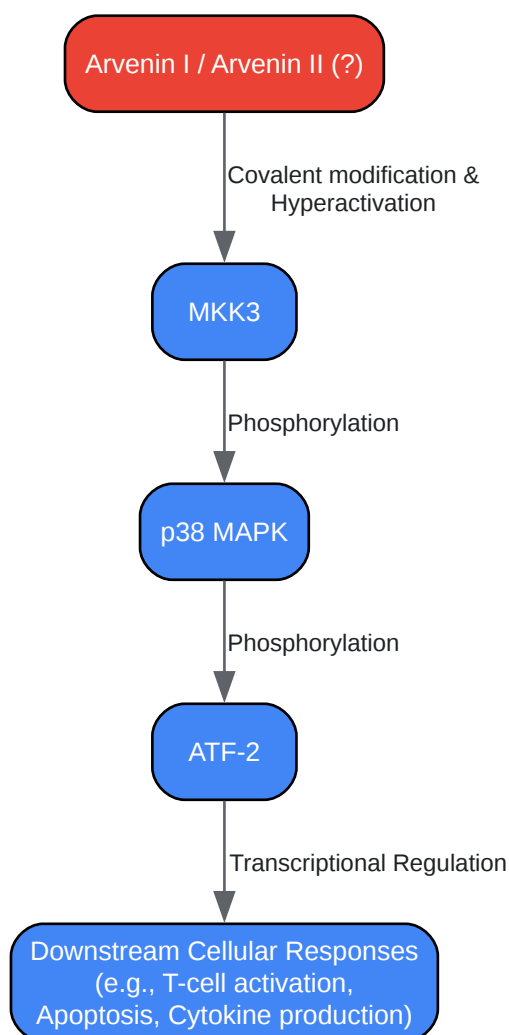 Arvenin I / Arvenin II (?)
Covalent modification &
Hyperactivation
MKK3
Phosphorylation
p38 MAPK
Phosphorylation
ATF-2
Transcriptional Regulation
Downstream Cellular Responses
(e.g., T-cell activation,
Apoptosis, Cytokine production)